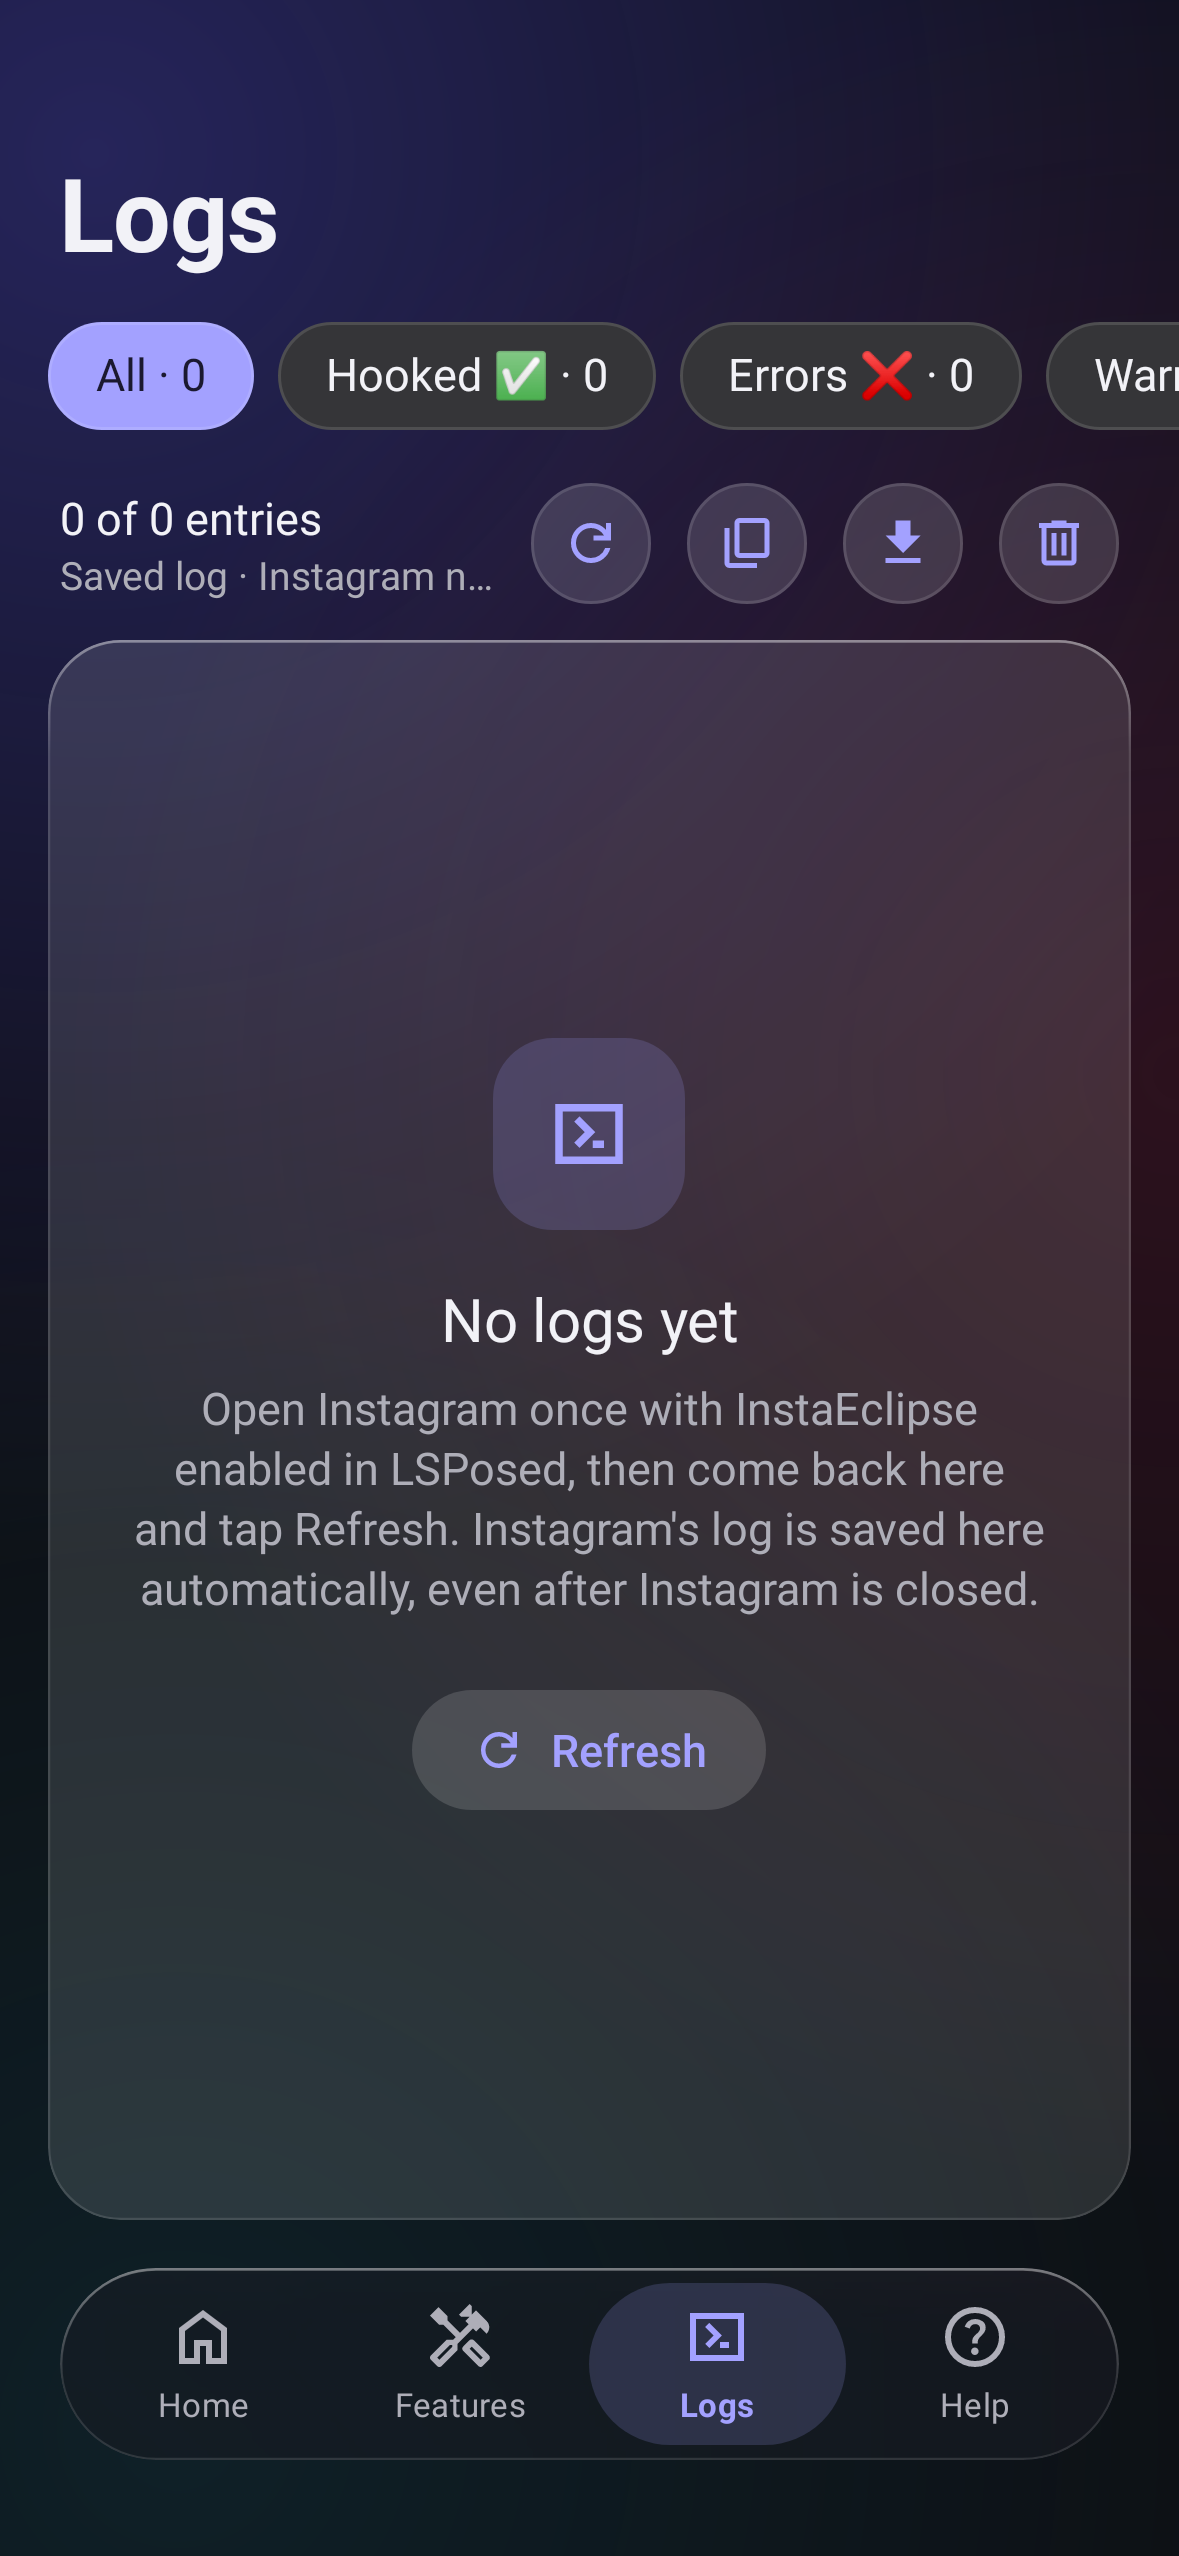 Logs
All · 0
Hooked ✅ · 0
Errors ❌ · 0
0 of 0 entries
Saved log · Instagram n...
No logs yet
Open Instagram once with InstaEclipse
enabled in LSPosed, then come back here
and tap Refresh. Instagram's log is saved here
automatically, even after Instagram is closed.
Refresh
Home
Features
Logs
Help